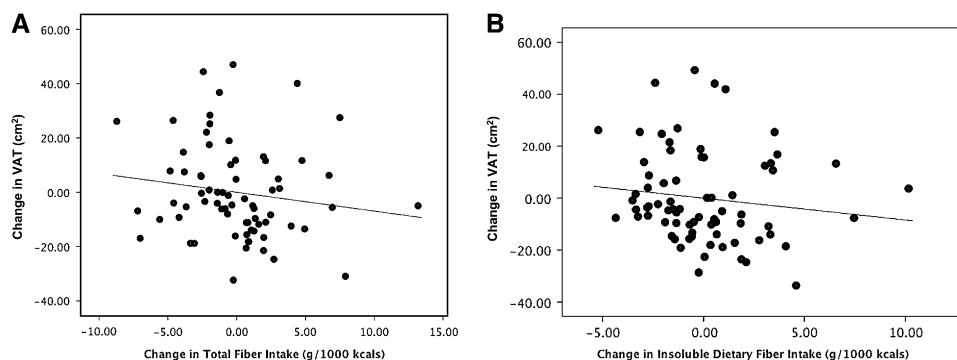 A
60.00
40.00
20.00
0.00
−20.00
−40.00
Change in VAT (cm²)
−10.00 −5.00 0.00 5.00 10.00 15.00
Change in Total Fiber Intake (g/1000 kcals)
B
60.00
40.00
20.00
0.00
−20.00
−40.00
Change in VAT (cm²)
−5.00 0.00 5.00 10.00
Change in Insoluble Dietary Fiber Intake (g/1000 kcals)